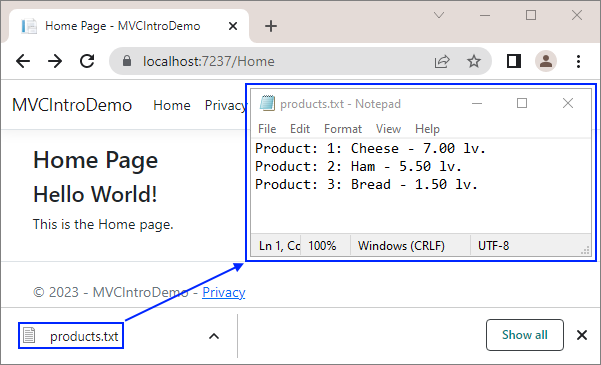 Home Page - MVCIntroDemo
localhost:7237/Home
MVCIntroDemo Home Privacy
products.txt - Notepad
File Edit Format View Help
Product: 1: Cheese - 7.00 lv.
Product: 2: Ham - 5.50 lv.
Product: 3: Bread - 1.50 lv.
Ln 1, Cc 100% Windows (CRLF) UTF-8
Home Page
Hello World!
This is the Home page.
© 2023 - MVCIntroDemo - Privacy
products.txt
Show all